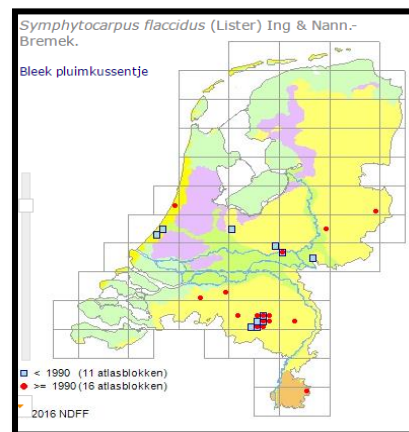 Symphytocarpus flaccidus (Lister) Ing & Nann.-
Bremek.
Bleek pluimkussentje
< 1990 (11 atlasblokken)
>= 1990 (16 atlasblokken)
2016 NDFF